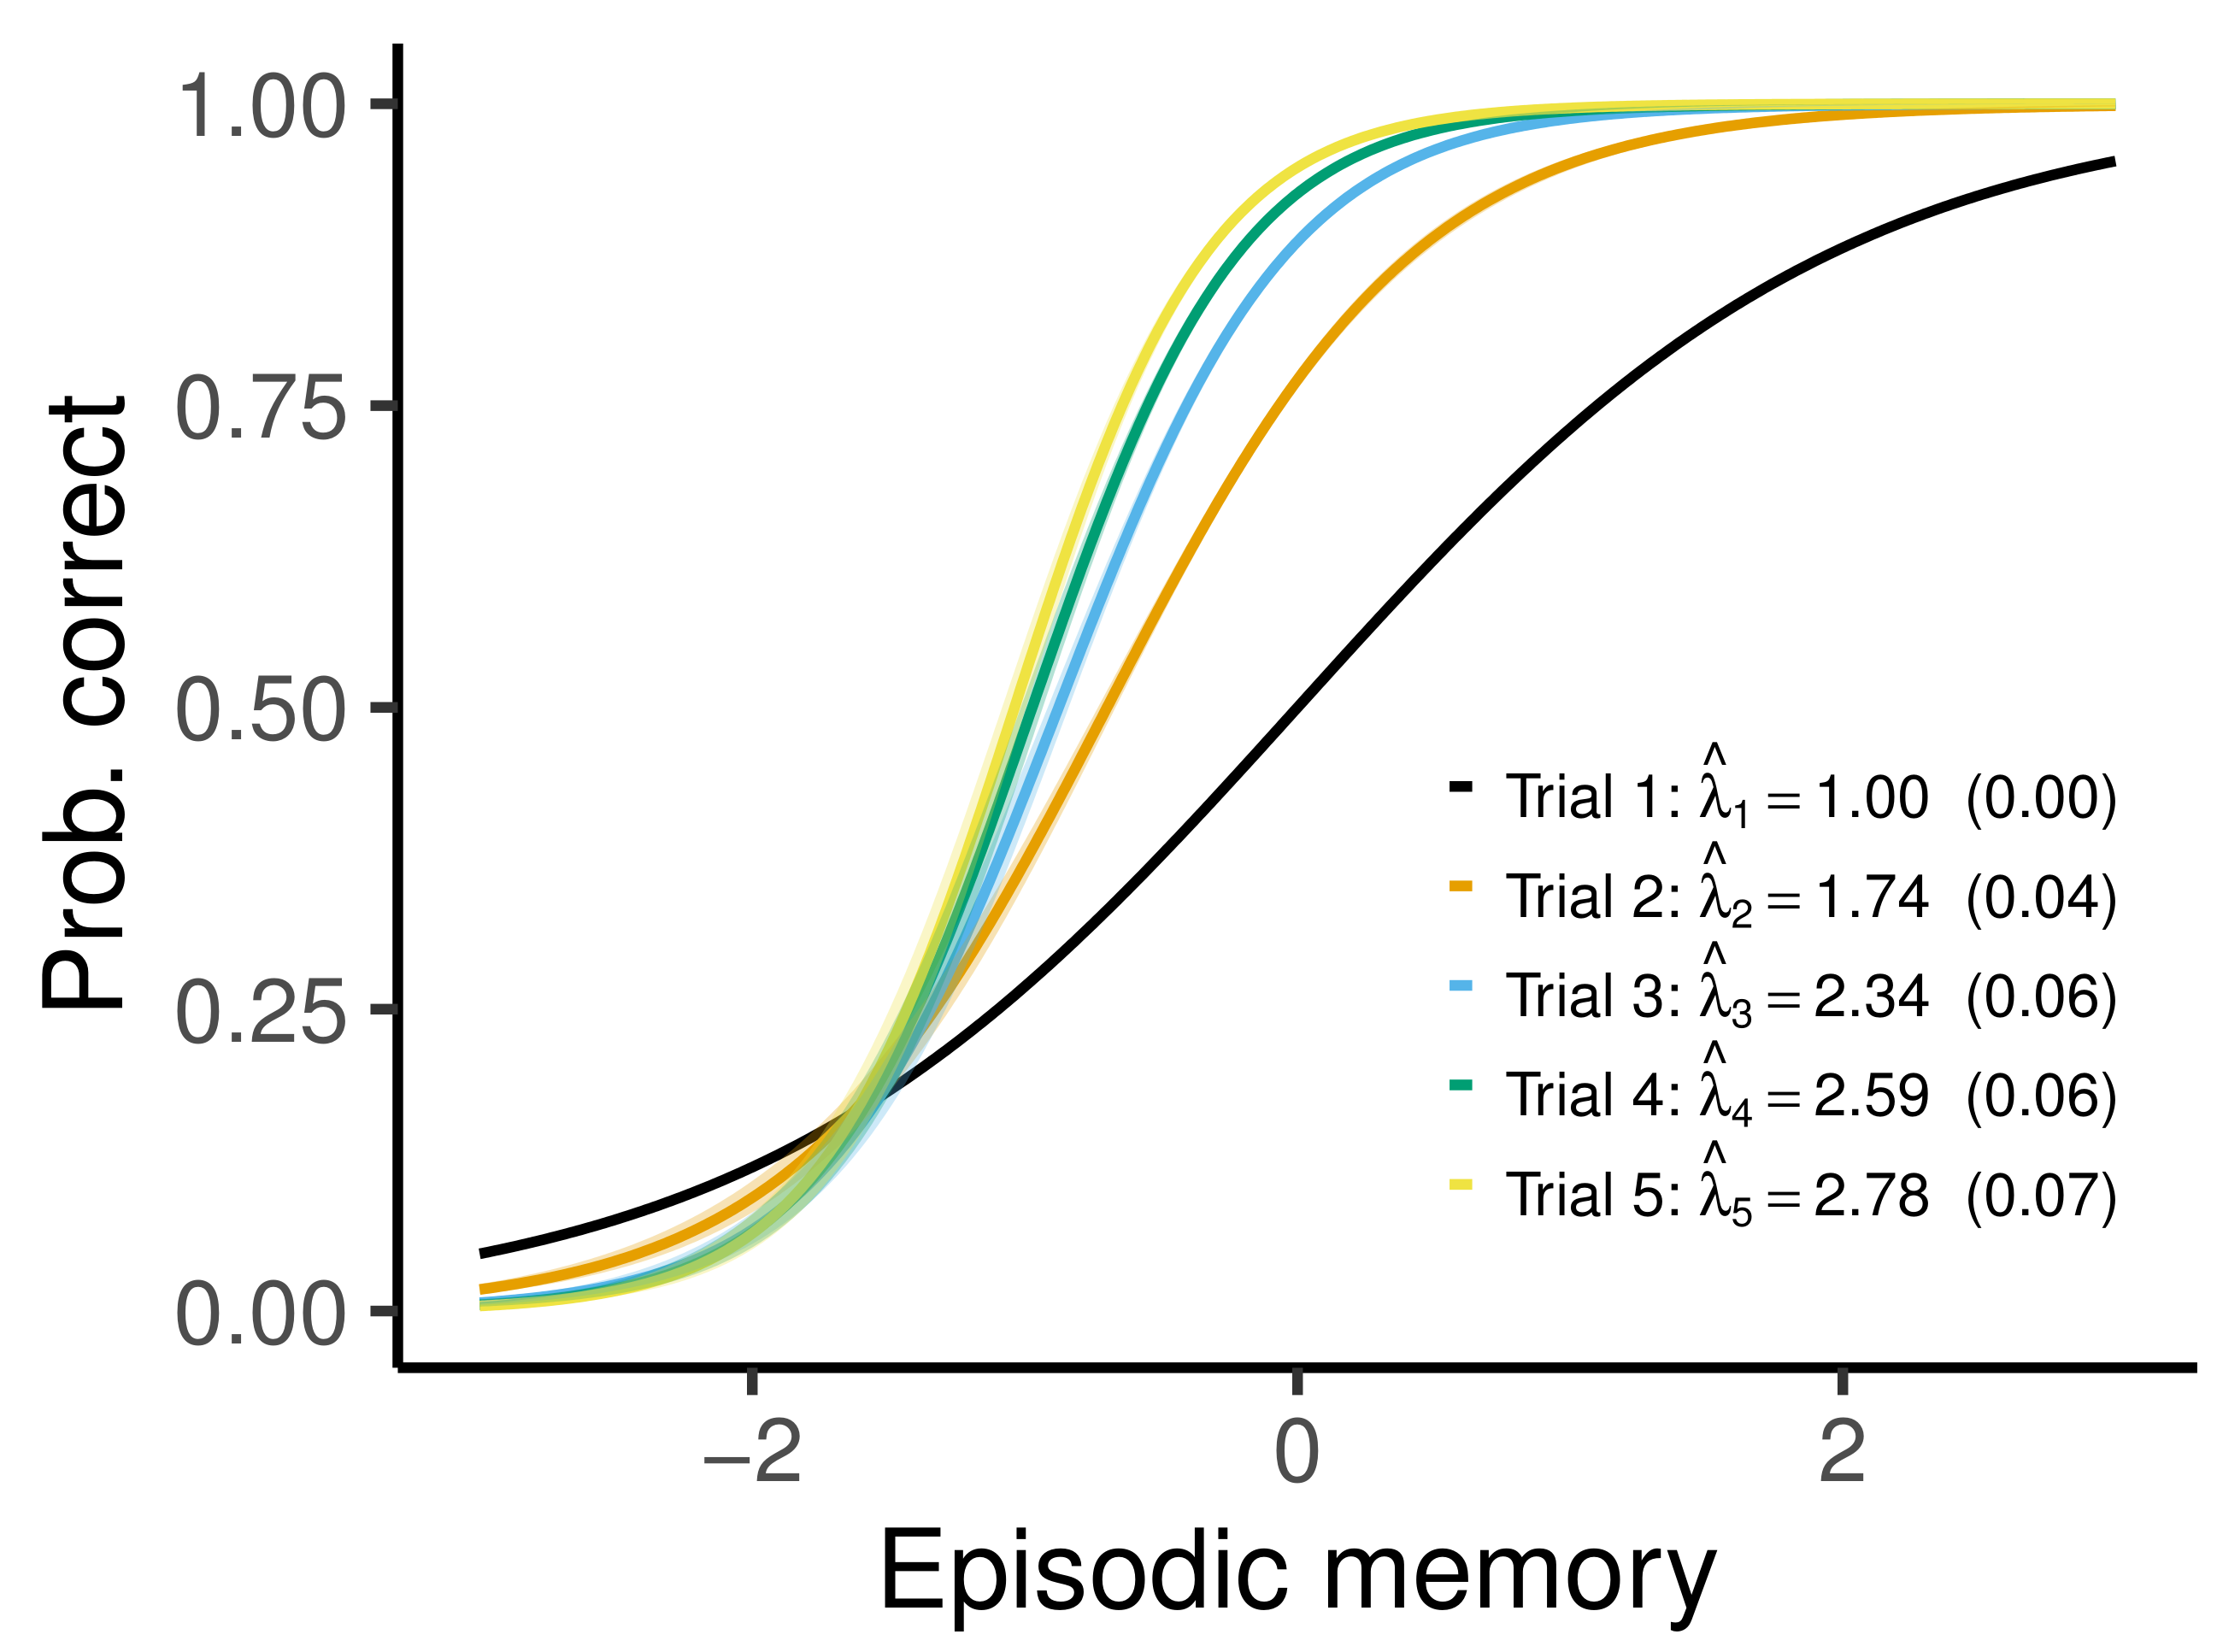 1.00
0.75
0.50
0.25
0.00
Prob. correct
Trial 1: λ̂₁ = 1.00 (0.00)
Trial 2: λ̂₂ = 1.74 (0.04)
Trial 3: λ̂₃ = 2.34 (0.06)
Trial 4: λ̂₄ = 2.59 (0.06)
Trial 5: λ̂₅ = 2.78 (0.07)
−2 0 2
Episodic memory